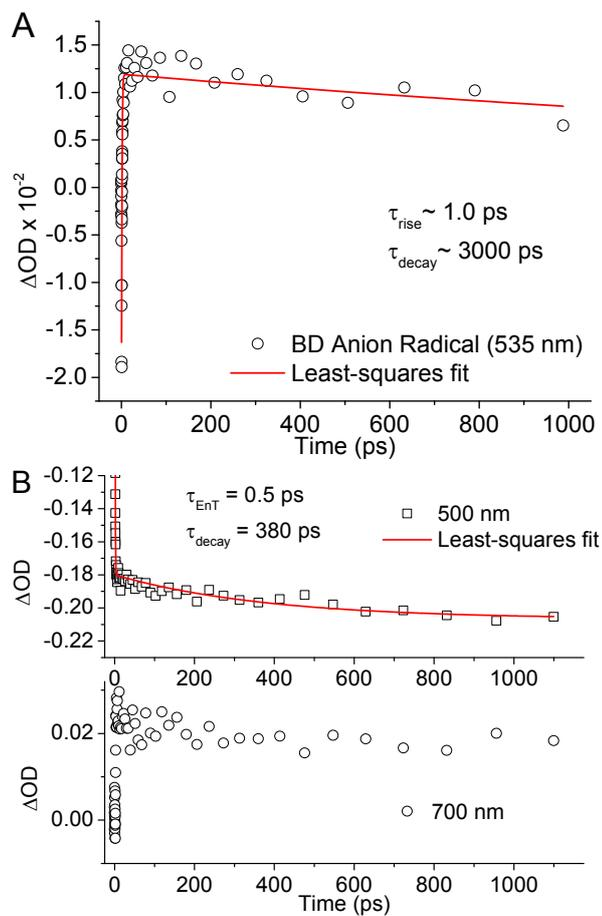 A
1.5
1.0
0.5
0.0
-0.5
-1.0
-1.5
-2.0
ΔOD x 10⁻²
τrise~ 1.0 ps
τdecay~ 3000 ps
BD Anion Radical (535 nm)
Least-squares fit
0 200 400 600 800 1000
Time (ps)
B
-0.12
-0.14
-0.16
-0.18
-0.20
-0.22
ΔOD
τEnT = 0.5 ps
τdecay = 380 ps
500 nm
Least-squares fit
0 200 400 600 800 1000
0.02
0.00
ΔOD
700 nm
0 200 400 600 800 1000
Time (ps)